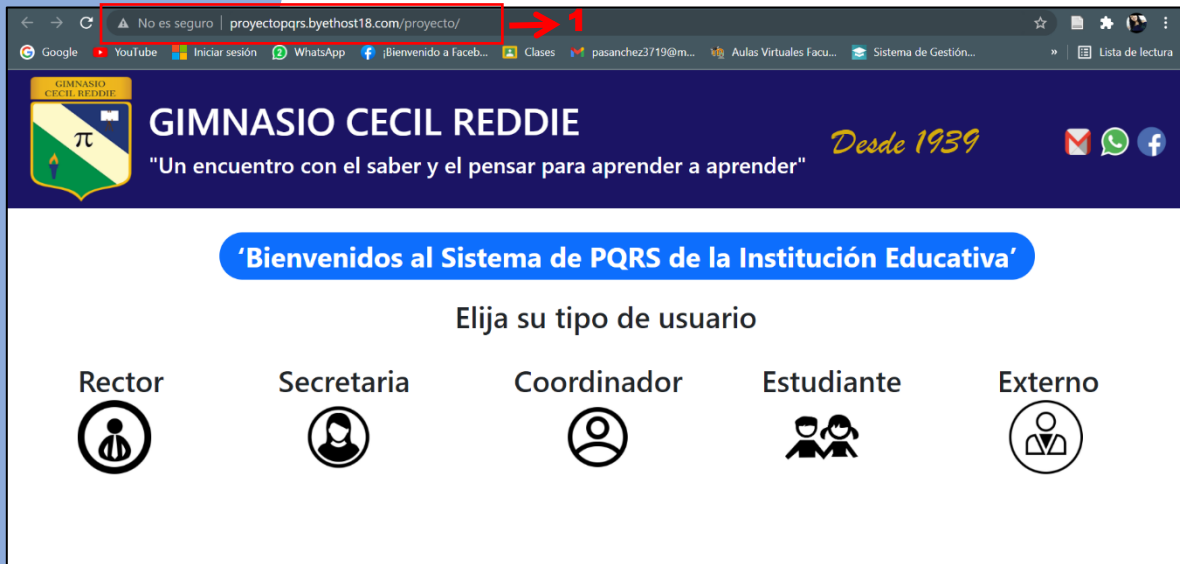 No es seguro | proyectopqrs.byethost18.com/proyecto/
1
Google YouTube Iniciar sesión WhatsApp ¡Bienvenido a Faceb... Clases pasanchez3719@m... Aulas Virtuales Facu... Sistema de Gestión... » Lista de lectura
GIMNASIO
CECIL REDDIE
π
GIMNASIO CECIL REDDIE
"Un encuentro con el saber y el pensar para aprender a aprender"
Desde 1939
‘Bienvenidos al Sistema de PQRS de la Institución Educativa’
Elija su tipo de usuario
Rector Secretaria Coordinador Estudiante Externo